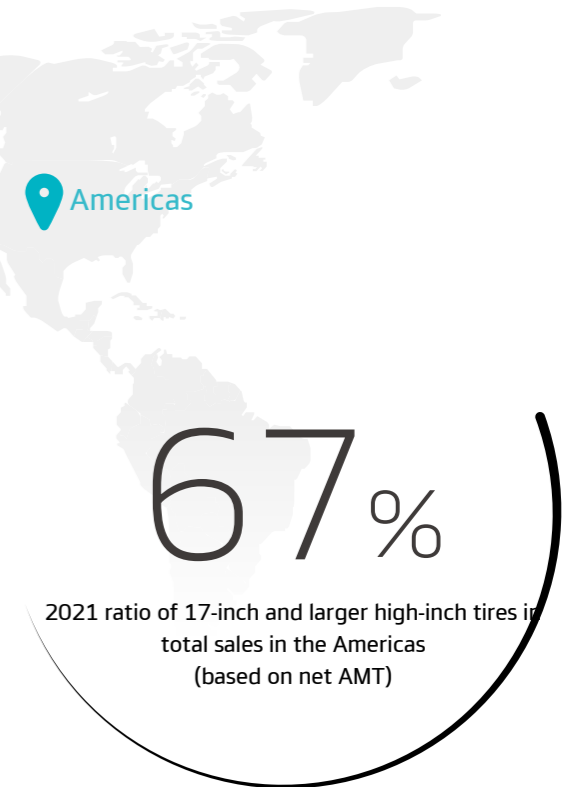 Americas
67%
2021 ratio of 17-inch and larger high-inch tires in
total sales in the Americas
(based on net AMT)